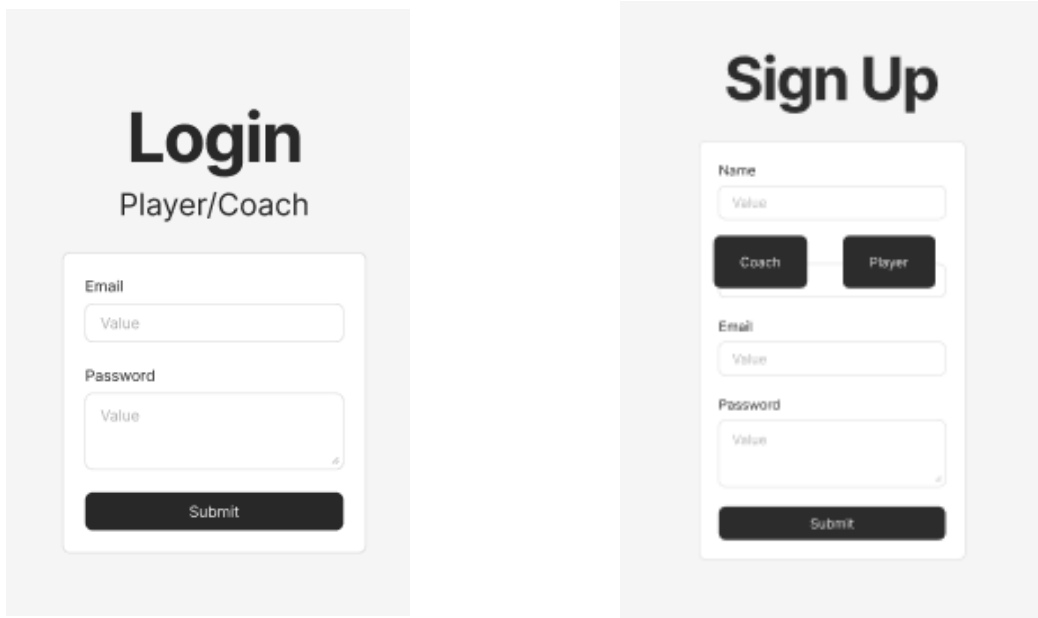 Login
Player/Coach
Email
Value
Password
Value
Submit
Sign Up
Name
Value
Coach Player
Email
Value
Password
Value
Submit